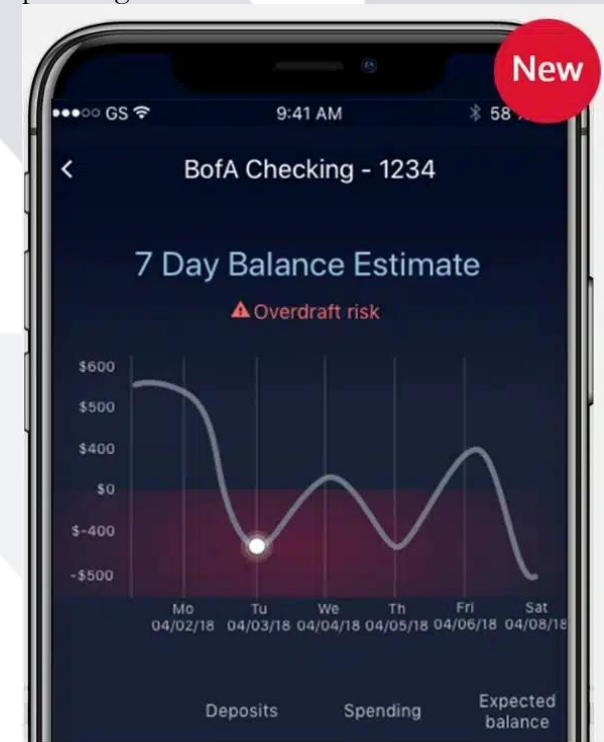 New
GS
9:41 AM
58
BofA Checking - 1234
7 Day Balance Estimate
Overdraft risk
$600
$500
$400
$0
$-400
-$500
Mo Tu We Th Fri Sat
04/02/18 04/03/18 04/04/18 04/05/18 04/06/18 04/08/18
Deposits Spending Expected balance